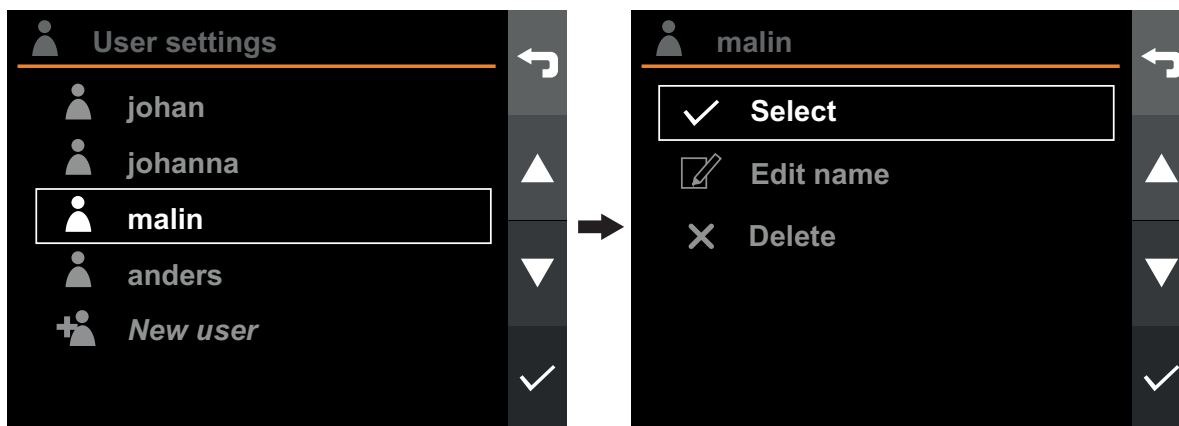 User settings
johan
johanna
malin
anders
New user
malin
Select
Edit name
Delete